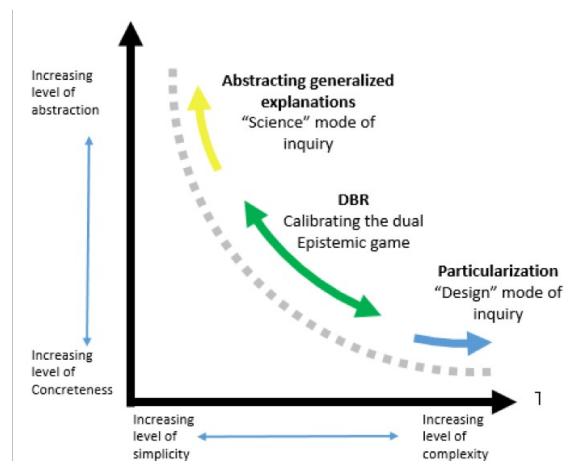 Increasing
level of
abstraction
Abstracting generalized
explanations
“Science” mode of
inquiry
DBR
Calibrating the dual
Epistemic game
Particularization
“Design” mode of
inquiry
Increasing
level of
Concreteness
Increasing
level of
simplicity
Increasing
level of
complexity